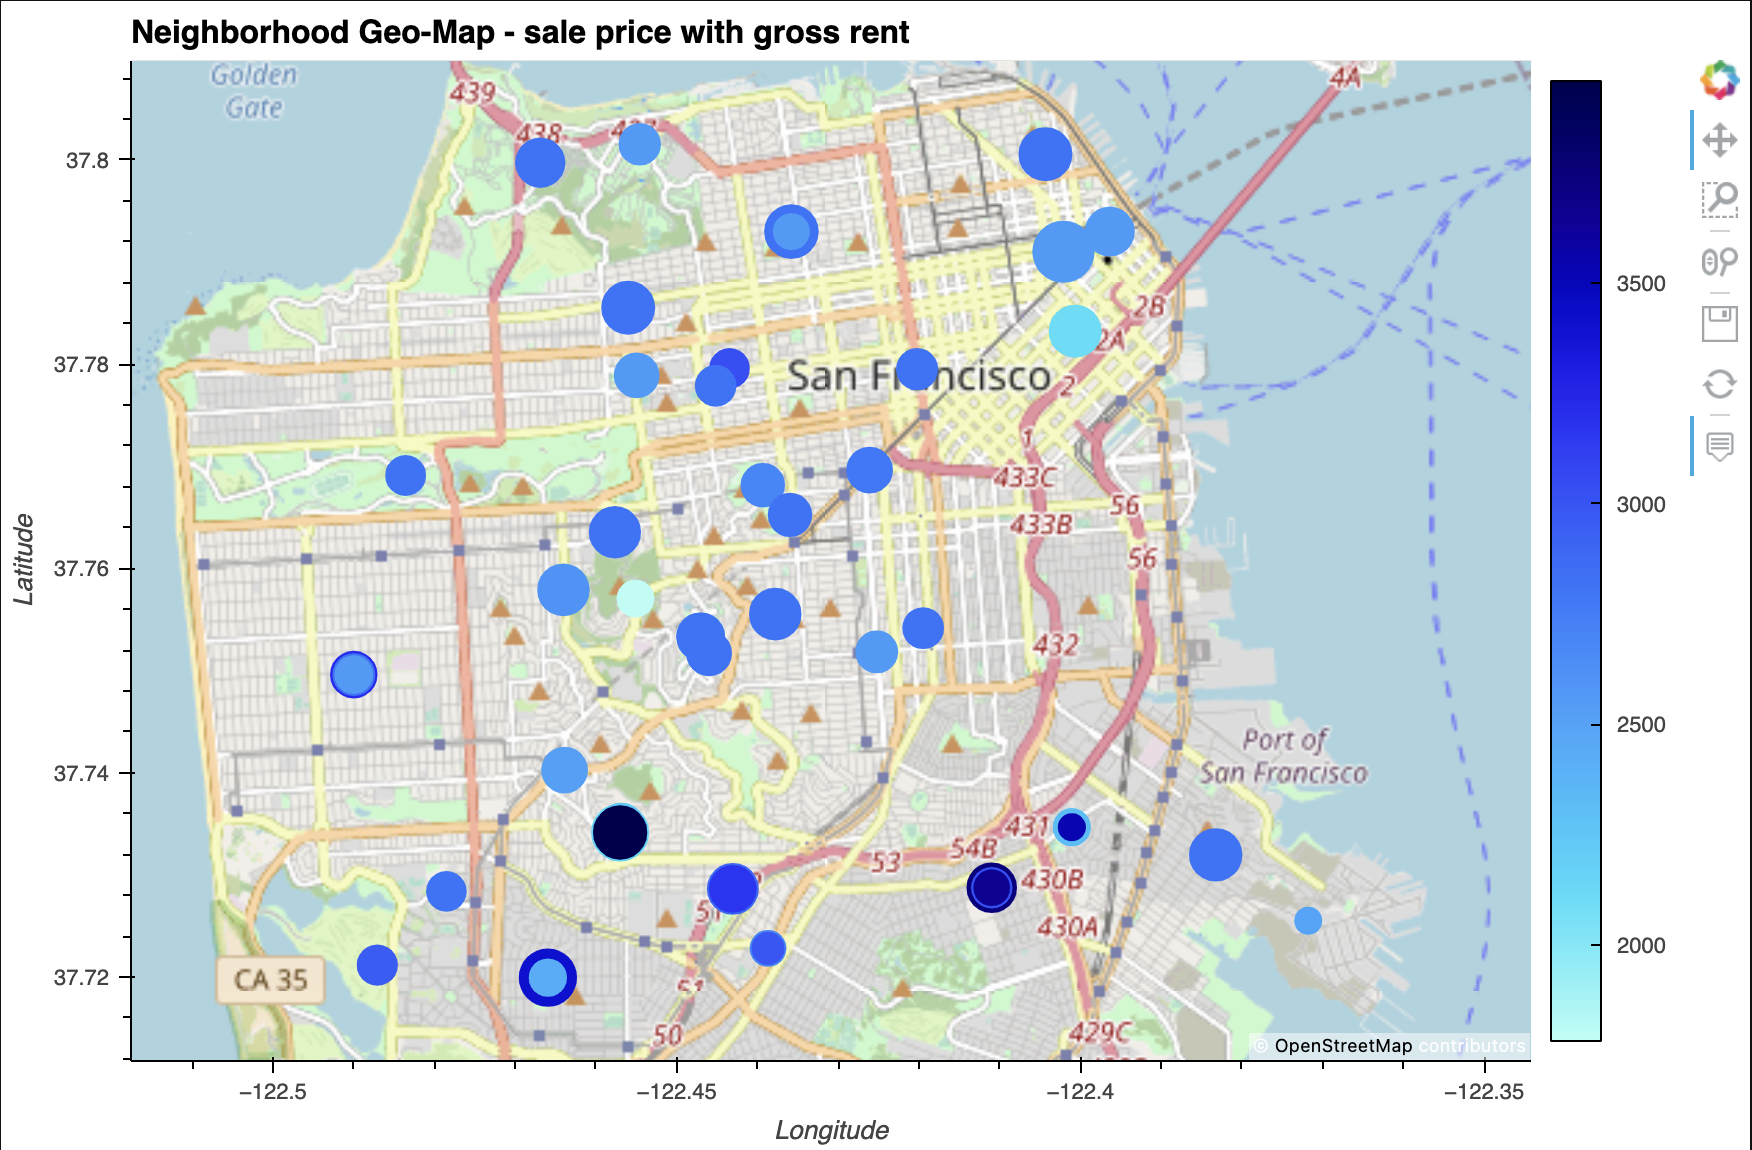 Neighborhood Geo-Map - sale price with gross rent
Golden
Gate
439
438
437
4A
37.8
2B
2A
37.78
San Francisco
2
1
433C
56
433B
56
37.76
432
Port of
San Francisco
37.74
431
54B
53
430B
51
430A
CA 35
37.72
51
50
429C
© OpenStreetMap contributors
−122.5
−122.45
−122.4
−122.35
Longitude
Latitude
3500
3000
2500
2000